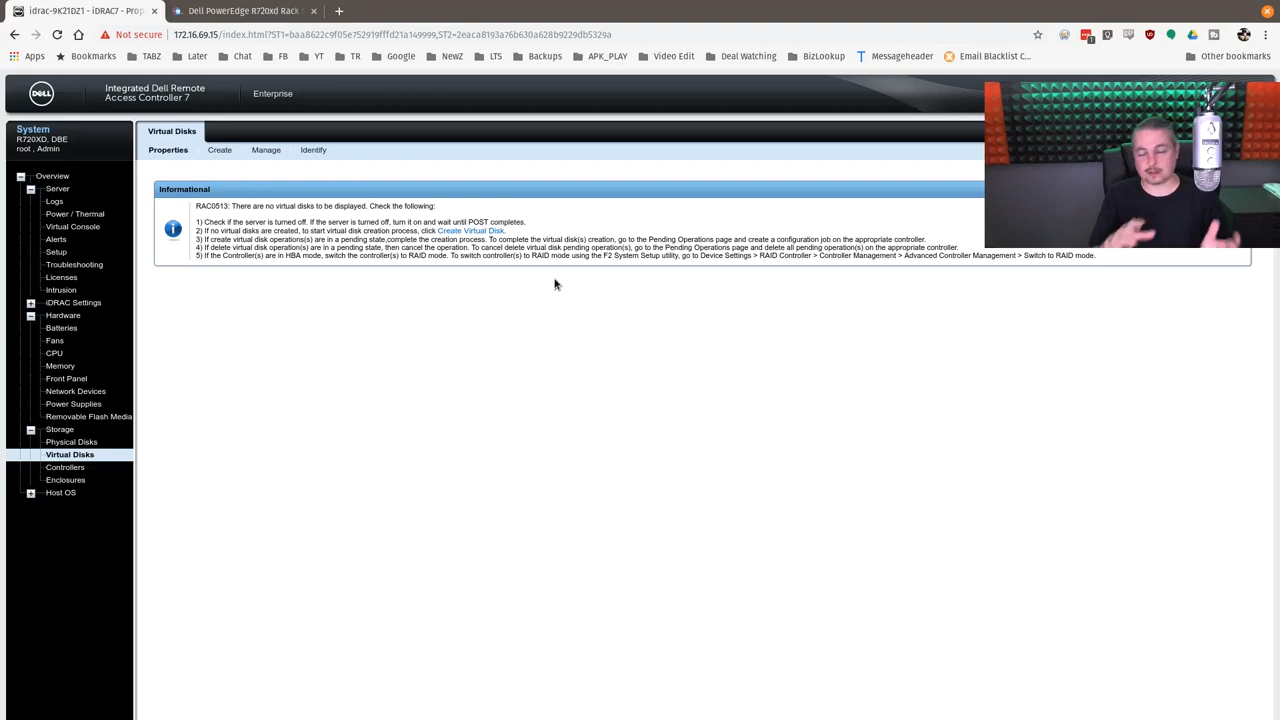 idrac-9K21DZ1 - iDRAC7 - Prop
Dell PowerEdge R720xd Rack S
Not secure
172.16.69.15/index.html?ST1=baa8622c9f05e752919fffd21a149999,ST2=2eaca8193a76b630a628b9229db5329a
Apps
Bookmarks
TABZ
Later
Chat
FB
YT
TR
Google
NewZ
LTS
Backups
APK_PLAY
Video Edit
Deal Watching
BizLookup
Messageheader
Email Blacklist C...
Other bookmarks
DELL
Integrated Dell Remote
Access Controller 7
Enterprise
System
R720XD, DBE
root , Admin
Overview
Server
Logs
Power / Thermal
Virtual Console
Alerts
Setup
Troubleshooting
Licenses
Intrusion
iDRAC Settings
Hardware
Batteries
Fans
CPU
Memory
Front Panel
Network Devices
Power Supplies
Removable Flash Media
Storage
Physical Disks
Virtual Disks
Controllers
Enclosures
Host OS
Virtual Disks
Properties
Create
Manage
Identify
Informational
RAC0513: There are no virtual disks to be displayed. Check the following:
1) Check if the server is turned off. If the server is turned off, turn it on and wait until POST completes.
2) If no virtual disks are created, to start virtual disk creation process, click Create Virtual Disk.
3) If create virtual disk operations(s) are in a pending state,complete the creation process. To complete the virtual disk(s) creation, go to the Pending Operations page and create a configuration job on the appropriate controller.
4) If delete virtual disk operation(s) are in a pending state, then cancel the operation. To cancel delete virtual disk pending operation(s), go to the Pending Operations page and delete all pending operation(s) on the appropriate controller.
5) If the Controller(s) are in HBA mode, switch the controller(s) to RAID mode. To switch controller(s) to RAID mode using the F2 System Setup utility, go to Device Settings > RAID Controller > Controller Management > Advanced Controller Management > Switch to RAID mode.